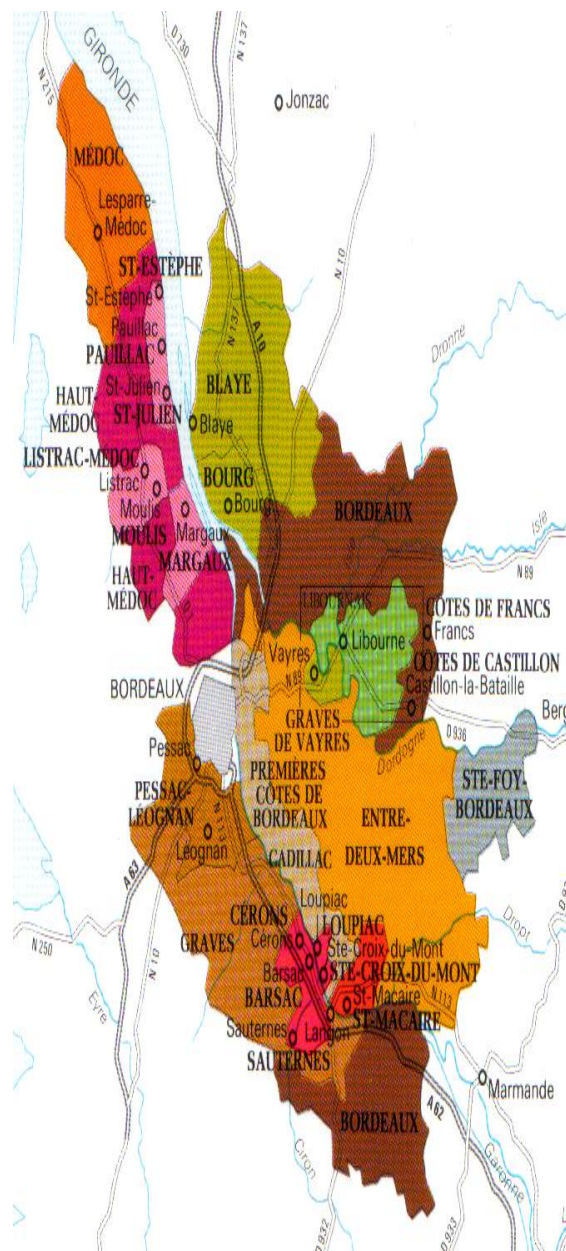 GIRONDE
D 730
N 137
N 215
Jonzac
MÉDOC
Lesparre-
Médoc
ST-ESTÈPHE
St-Estèphe
N 10
N 137
A 10
Pauillac
PAUILLAC
Dronne
St-Julien
BLAYE
HAUT-
MÉDOC
ST-JULIEN
Blaye
LISTRAC-MÉDOC
Listrac
BOURG
Moulis
Bourg
MOULIS
Margaux
BORDEAUX
Isle
MARGAUX
HAUT-
MÉDOC
N 89
LIBOURNAIS
CÔTES DE FRANCS
Libourne
Francs
Vayres
CÔTES DE CASTILLON
N 89
Castillon-la-Bataille
BORDEAUX
GRAVES
DE VAYRES
Berg
D 936
Dordogne
Pessac
PREMIÈRES
CÔTES DE
BORDEAUX
STE-FOY-
BORDEAUX
PESSAC-
LÉOGNAN
N 113
ENTRE-
DEUX-MERS
Léognan
CADILLAC
A 63
Loupiac
CÉRONS
LOUPIAC
Droot
N 250
N 10
GRAVES
Cérons
Ste-Croix-du-Mont
Barsac
STE-CROIX-DU-MONT
BARSAC
St-Macaire
N 113
Eyre
Sauternes
Langon
ST-MACAIRE
SAUTERNES
Marmande
A 62
BORDEAUX
Garonne
Ciron
D 932
D 933